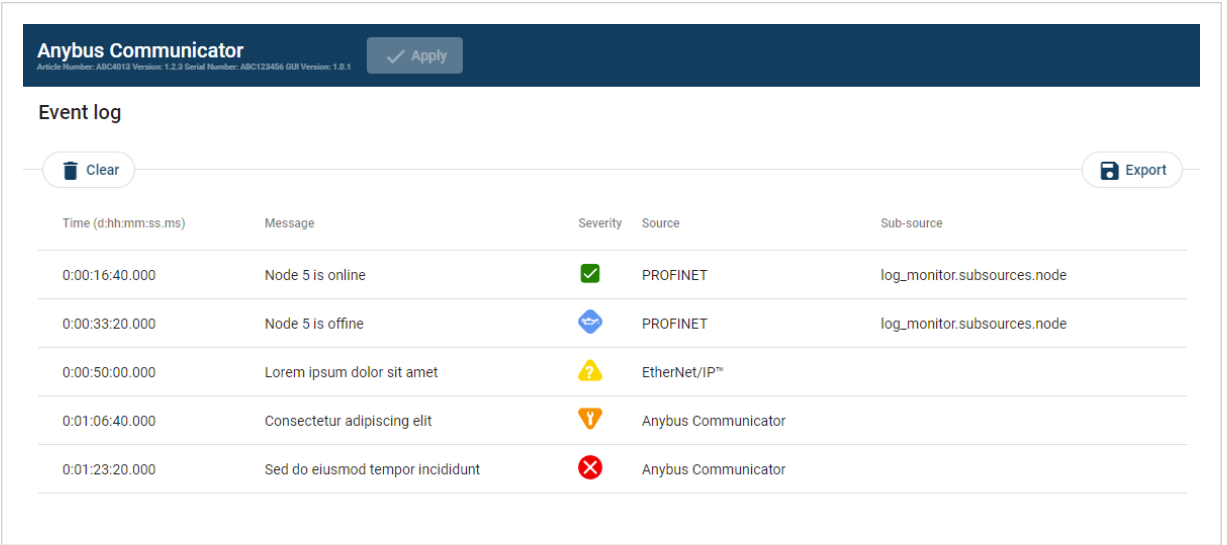 Anybus Communicator
Article Number: ABC4013 Version: 1.2.3 Serial Number: ABC123456 GUI Version: 1.0.1
Apply
Event log
Clear
Export
Time (d:hh:mm:ss.ms) Message Severity Source Sub-source
0:00:16:40.000 Node 5 is online PROFINET log_monitor.subsources.node
0:00:33:20.000 Node 5 is offine PROFINET log_monitor.subsources.node
0:00:50:00.000 Lorem ipsum dolor sit amet ? EtherNet/IP™
0:01:06:40.000 Consectetur adipiscing elit Anybus Communicator
0:01:23:20.000 Sed do eiusmod tempor incididunt Anybus Communicator